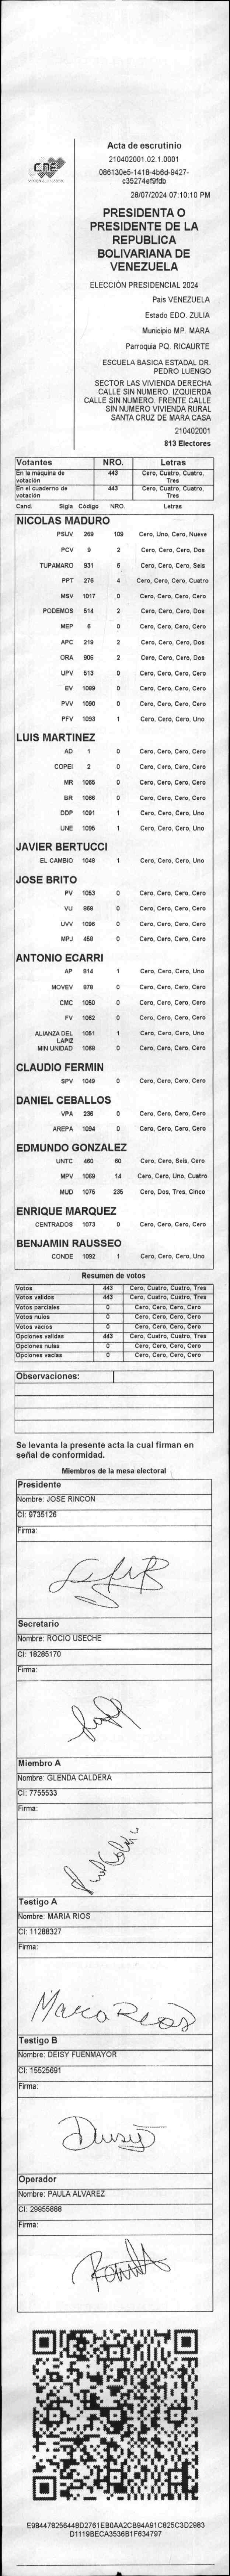 CNE
Acta de escrutinio
210402001.02.1.0001
086130e5-1418-4b6d-9427-
c35274ef9fdb
28/07/2024 07:10:10 PM
PRESIDENTA O
PRESIDENTE DE LA
REPUBLICA
BOLIVARIANA DE
VENEZUELA
ELECCIÓN PRESIDENCIAL 2024
País VENEZUELA
Estado EDO. ZULIA
Municipio MP. MARA
Parroquia PQ. RICAURTE
ESCUELA BASICA ESTADAL DR.
PEDRO LUENGO
SECTOR LAS VIVIENDA DERECHA
CALLE SIN NUMERO. IZQUIERDA
CALLE SIN NUMERO. FRENTE CALLE
SIN NUMERO VIVIENDA RURAL
SANTA CRUZ DE MARA CASA
210402001
813 Electores
Votantes NRO. Letras
En la máquina de votación 443 Cero, Cuatro, Cuatro, Tres
En el cuaderno de votación 443 Cero, Cuatro, Cuatro, Tres
Cand. Sigla Código NRO. Letras
NICOLAS MADURO
PSUV 269 109 Cero, Uno, Cero, Nueve
PCV 9 2 Cero, Cero, Cero, Dos
TUPAMARO 931 6 Cero, Cero, Cero, Seis
PPT 276 4 Cero, Cero, Cero, Cuatro
MSV 1017 0 Cero, Cero, Cero, Cero
PODEMOS 514 2 Cero, Cero, Cero, Dos
MEP 6 0 Cero, Cero, Cero, Cero
APC 219 2 Cero, Cero, Cero, Dos
ORA 906 2 Cero, Cero, Cero, Dos
UPV 513 0 Cero, Cero, Cero, Cero
EV 1089 0 Cero, Cero, Cero, Cero
PVV 1090 0 Cero, Cero, Cero, Cero
PFV 1093 1 Cero, Cero, Cero, Uno
LUIS MARTINEZ
AD 1 0 Cero, Cero, Cero, Cero
COPEI 2 0 Cero, Cero, Cero, Cero
MR 1065 0 Cero, Cero, Cero, Cero
BR 1066 0 Cero, Cero, Cero, Cero
DDP 1091 1 Cero, Cero, Cero, Uno
UNE 1095 1 Cero, Cero, Cero, Uno
JAVIER BERTUCCI
EL CAMBIO 1048 1 Cero, Cero, Cero, Uno
JOSE BRITO
PV 1053 0 Cero, Cero, Cero, Cero
VU 868 0 Cero, Cero, Cero, Cero
UVV 1096 0 Cero, Cero, Cero, Cero
MPJ 459 0 Cero, Cero, Cero, Cero
ANTONIO ECARRI
AP 814 1 Cero, Cero, Cero, Uno
MOVEV 878 0 Cero, Cero, Cero, Cero
CMC 1050 0 Cero, Cero, Cero, Cero
FV 1062 0 Cero, Cero, Cero, Cero
ALIANZA DEL LAPIZ 1051 1 Cero, Cero, Cero, Uno
MIN UNIDAD 1068 0 Cero, Cero, Cero, Cero
CLAUDIO FERMIN
SPV 1049 0 Cero, Cero, Cero, Cero
DANIEL CEBALLOS
VPA 236 0 Cero, Cero, Cero, Cero
AREPA 1094 0 Cero, Cero, Cero, Cero
EDMUNDO GONZALEZ
UNTC 460 60 Cero, Cero, Seis, Cero
MPV 1069 14 Cero, Cero, Uno, Cuatro
MUD 1075 235 Cero, Dos, Tres, Cinco
ENRIQUE MARQUEZ
CENTRADOS 1073 0 Cero, Cero, Cero, Cero
BENJAMIN RAUSSEO
CONDE 1092 1 Cero, Cero, Cero, Uno
Resumen de votos
Votos 443 Cero, Cuatro, Cuatro, Tres
Votos válidos 443 Cero, Cuatro, Cuatro, Tres
Votos parciales 0 Cero, Cero, Cero, Cero
Votos nulos 0 Cero, Cero, Cero, Cero
Votos vacíos 0 Cero, Cero, Cero, Cero
Opciones válidas 443 Cero, Cuatro, Cuatro, Tres
Opciones nulas 0 Cero, Cero, Cero, Cero
Opciones vacías 0 Cero, Cero, Cero, Cero
Observaciones:
Se levanta la presente acta la cual firman en
señal de conformidad.
Miembros de la mesa electoral
Presidente
Nombre: JOSE RINCON
CI: 9735126
Firma:
Secretario
Nombre: ROCIO USECHE
CI: 18285170
Firma:
Miembro A
Nombre: GLENDA CALDERA
CI: 7755533
Firma:
Testigo A
Nombre: MARIA RIOS
CI: 11288327
Firma:
Maria Rios
Testigo B
Nombre: DEISY FUENMAYOR
CI: 15525691
Firma:
Deisy
Operador
Nombre: PAULA ALVAREZ
CI: 29955888
Firma:
E984478256448D2761EB0AA2CB94A91C825C3D2983
D1119BECA3536B1F634797